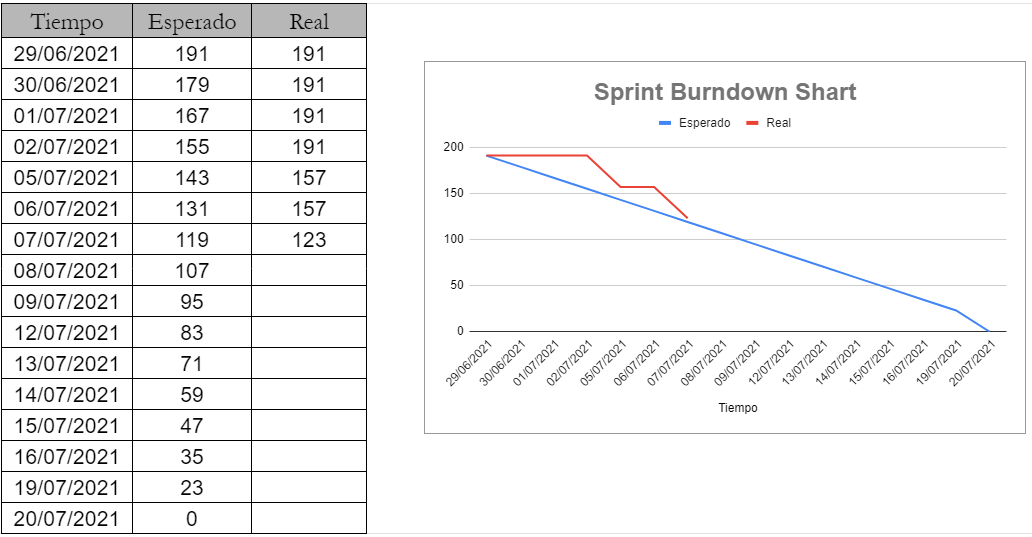 Tiempo Esperado Real
29/06/2021 191 191
30/06/2021 179 191
01/07/2021 167 191
02/07/2021 155 191
05/07/2021 143 157
06/07/2021 131 157
07/07/2021 119 123
08/07/2021 107
09/07/2021 95
12/07/2021 83
13/07/2021 71
14/07/2021 59
15/07/2021 47
16/07/2021 35
19/07/2021 23
20/07/2021 0
Sprint Burndown Shart
Esperado Real
200
150
100
50
0
29/06/2021 30/06/2021 01/07/2021 02/07/2021 05/07/2021 06/07/2021 07/07/2021 08/07/2021 09/07/2021 12/07/2021 13/07/2021 14/07/2021 15/07/2021 16/07/2021 19/07/2021 20/07/2021
Tiempo